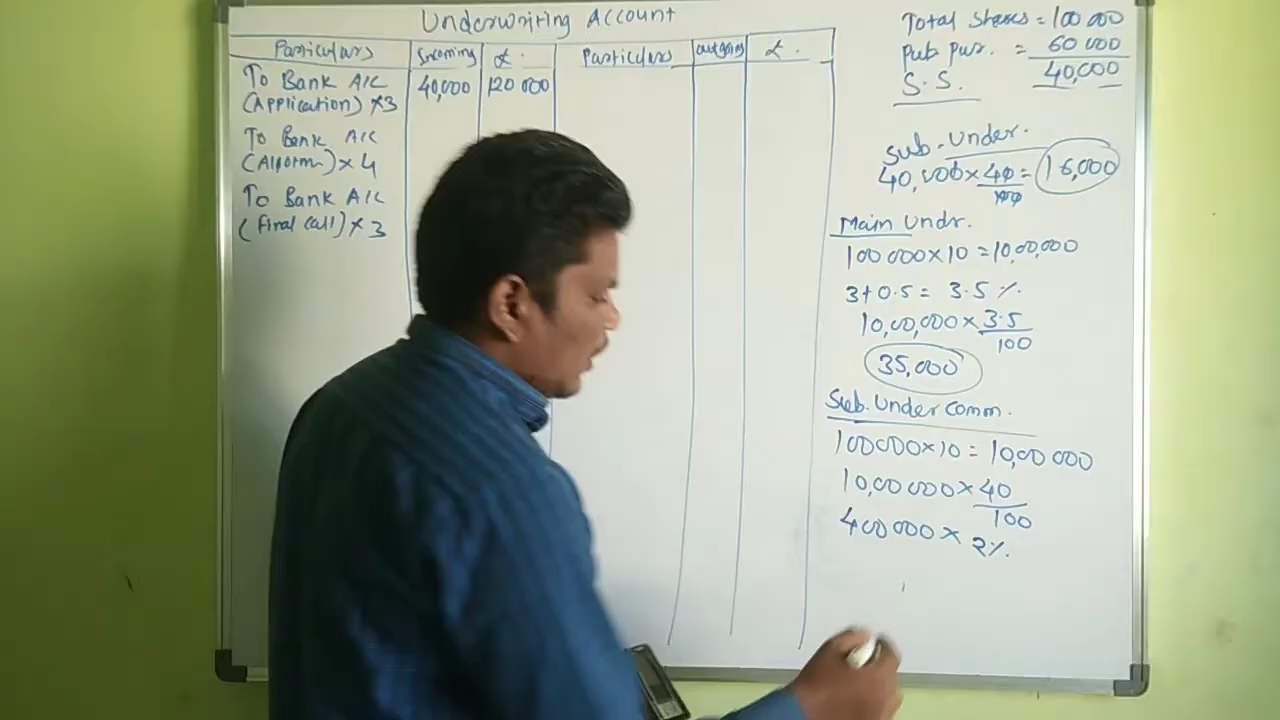 Underwriting Account
Particulars Incoming £. Particulars outgoing £.
To Bank A/C 40,000 120 000
(Application) ×3
To Bank A/C
(Allotm) × 4
To Bank A/C
(Final Call) × 3
Total Shares = 100 000
Pub Pur. = 60 000
S.S. 40,000
Sub-Under.
40,000 × 40/100 = 16,000
Main Undr.
100 000 × 10 = 10,00,000
3+0.5 = 3.5 %.
10,00,000 × 3.5/100
35,000
Sub. Under Comm.
100000 × 10 = 10,00 000
10,00 000 × 40/100
400 000 × 2%.